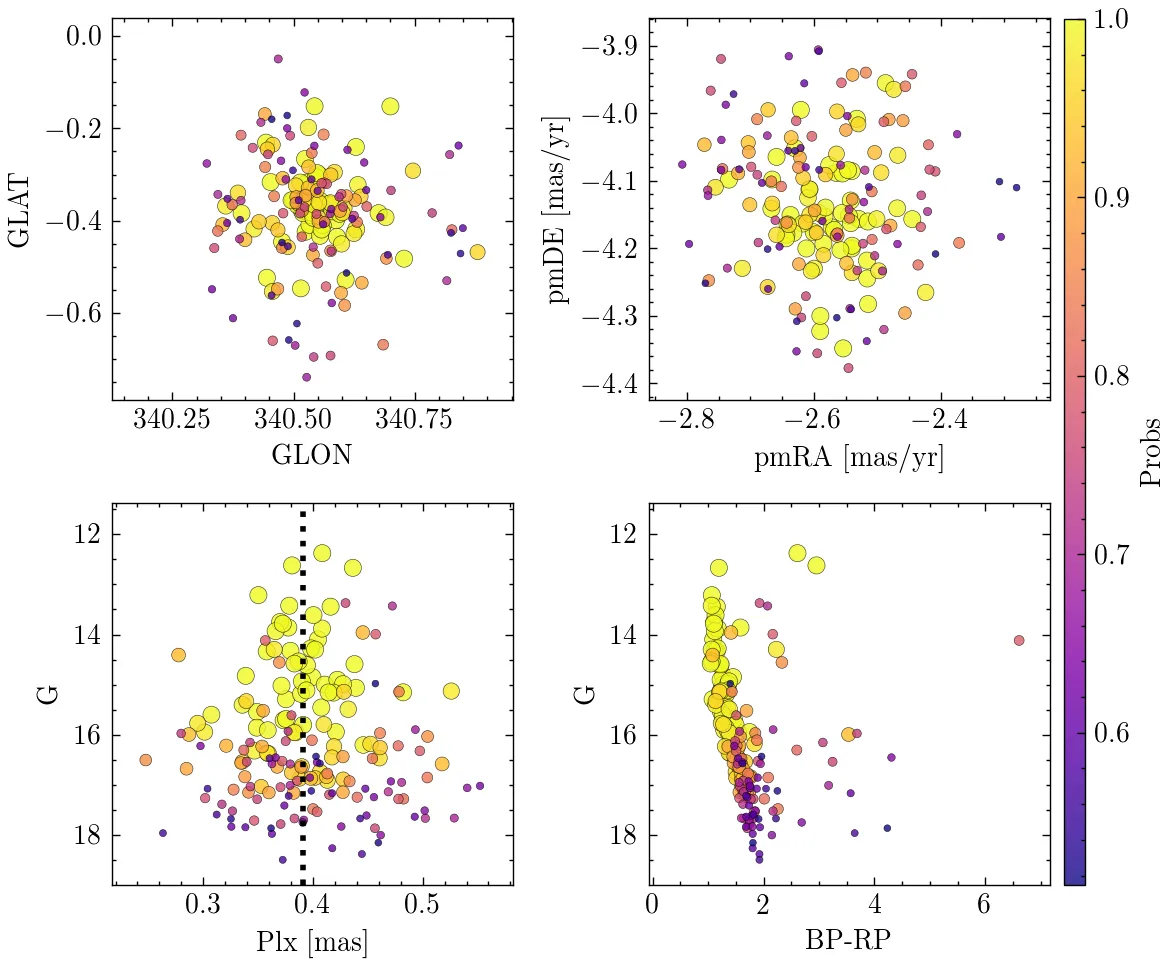 0.0
−0.2
−0.4
−0.6
GLAT
340.25 340.50 340.75
GLON
−3.9
−4.0
−4.1
−4.2
−4.3
−4.4
pmDE [mas/yr]
−2.8 −2.6 −2.4
pmRA [mas/yr]
12
14
16
18
G
0.3 0.4 0.5
Plx [mas]
12
14
16
18
G
0 2 4 6
BP-RP
1.0
0.9
0.8
0.7
0.6
Probs